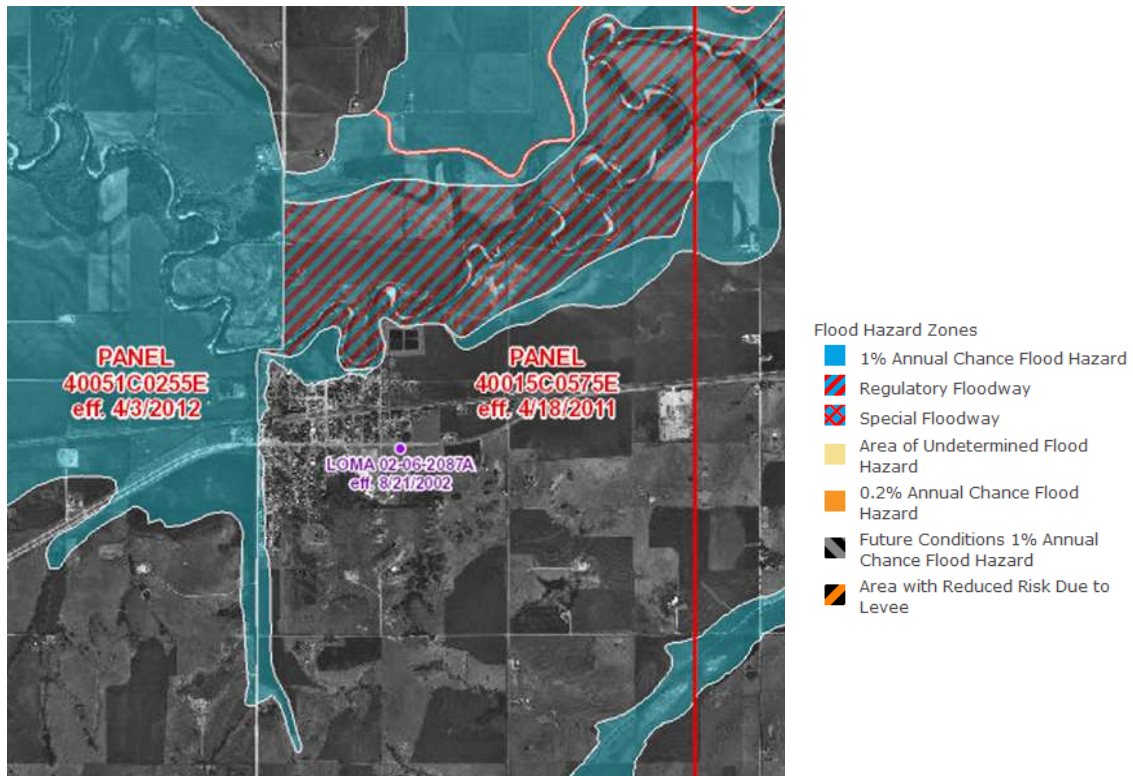 PANEL
40051C0255E
eff. 4/3/2012
PANEL
40015C0575E
eff. 4/18/2011
LOMA 02-06-2087A
eff. 8/21/2002
Flood Hazard Zones
1% Annual Chance Flood Hazard
Regulatory Floodway
Special Floodway
Area of Undetermined Flood
Hazard
0.2% Annual Chance Flood
Hazard
Future Conditions 1% Annual
Chance Flood Hazard
Area with Reduced Risk Due to
Levee